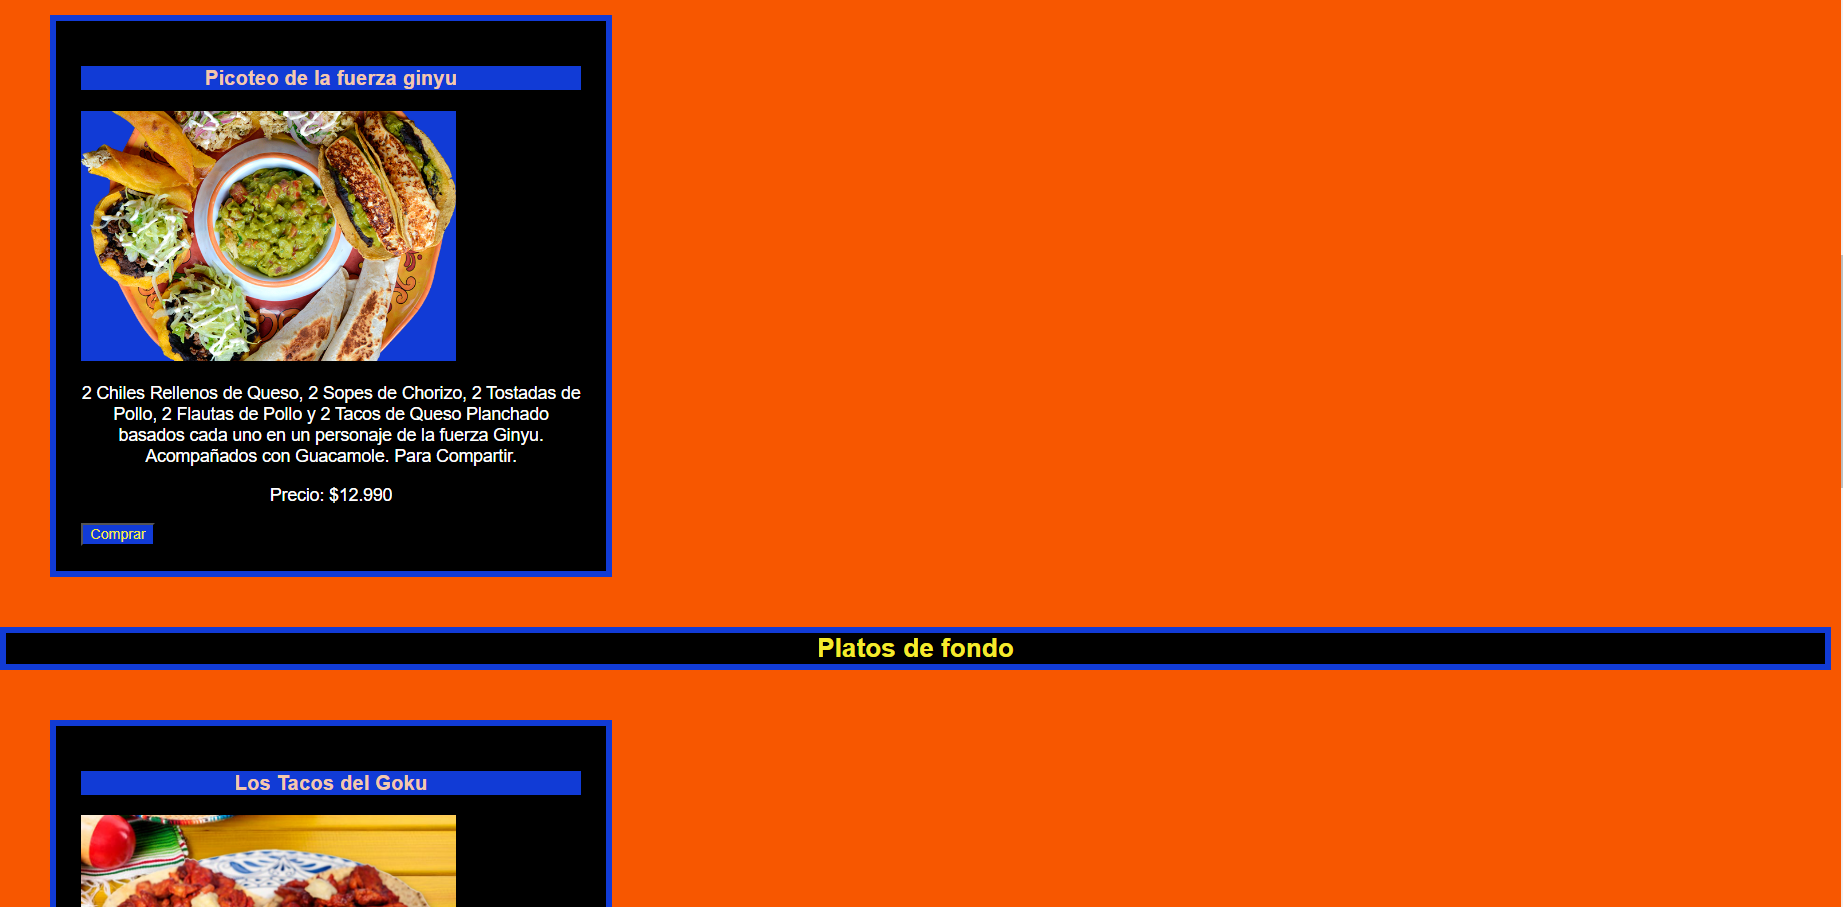 Picoteo de la fuerza ginyu
2 Chiles Rellenos de Queso, 2 Sopes de Chorizo, 2 Tostadas de
Pollo, 2 Flautas de Pollo y 2 Tacos de Queso Planchado
basados cada uno en un personaje de la fuerza Ginyu.
Acompañados con Guacamole. Para Compartir.
Precio: $12.990
Comprar
Platos de fondo
Los Tacos del Goku